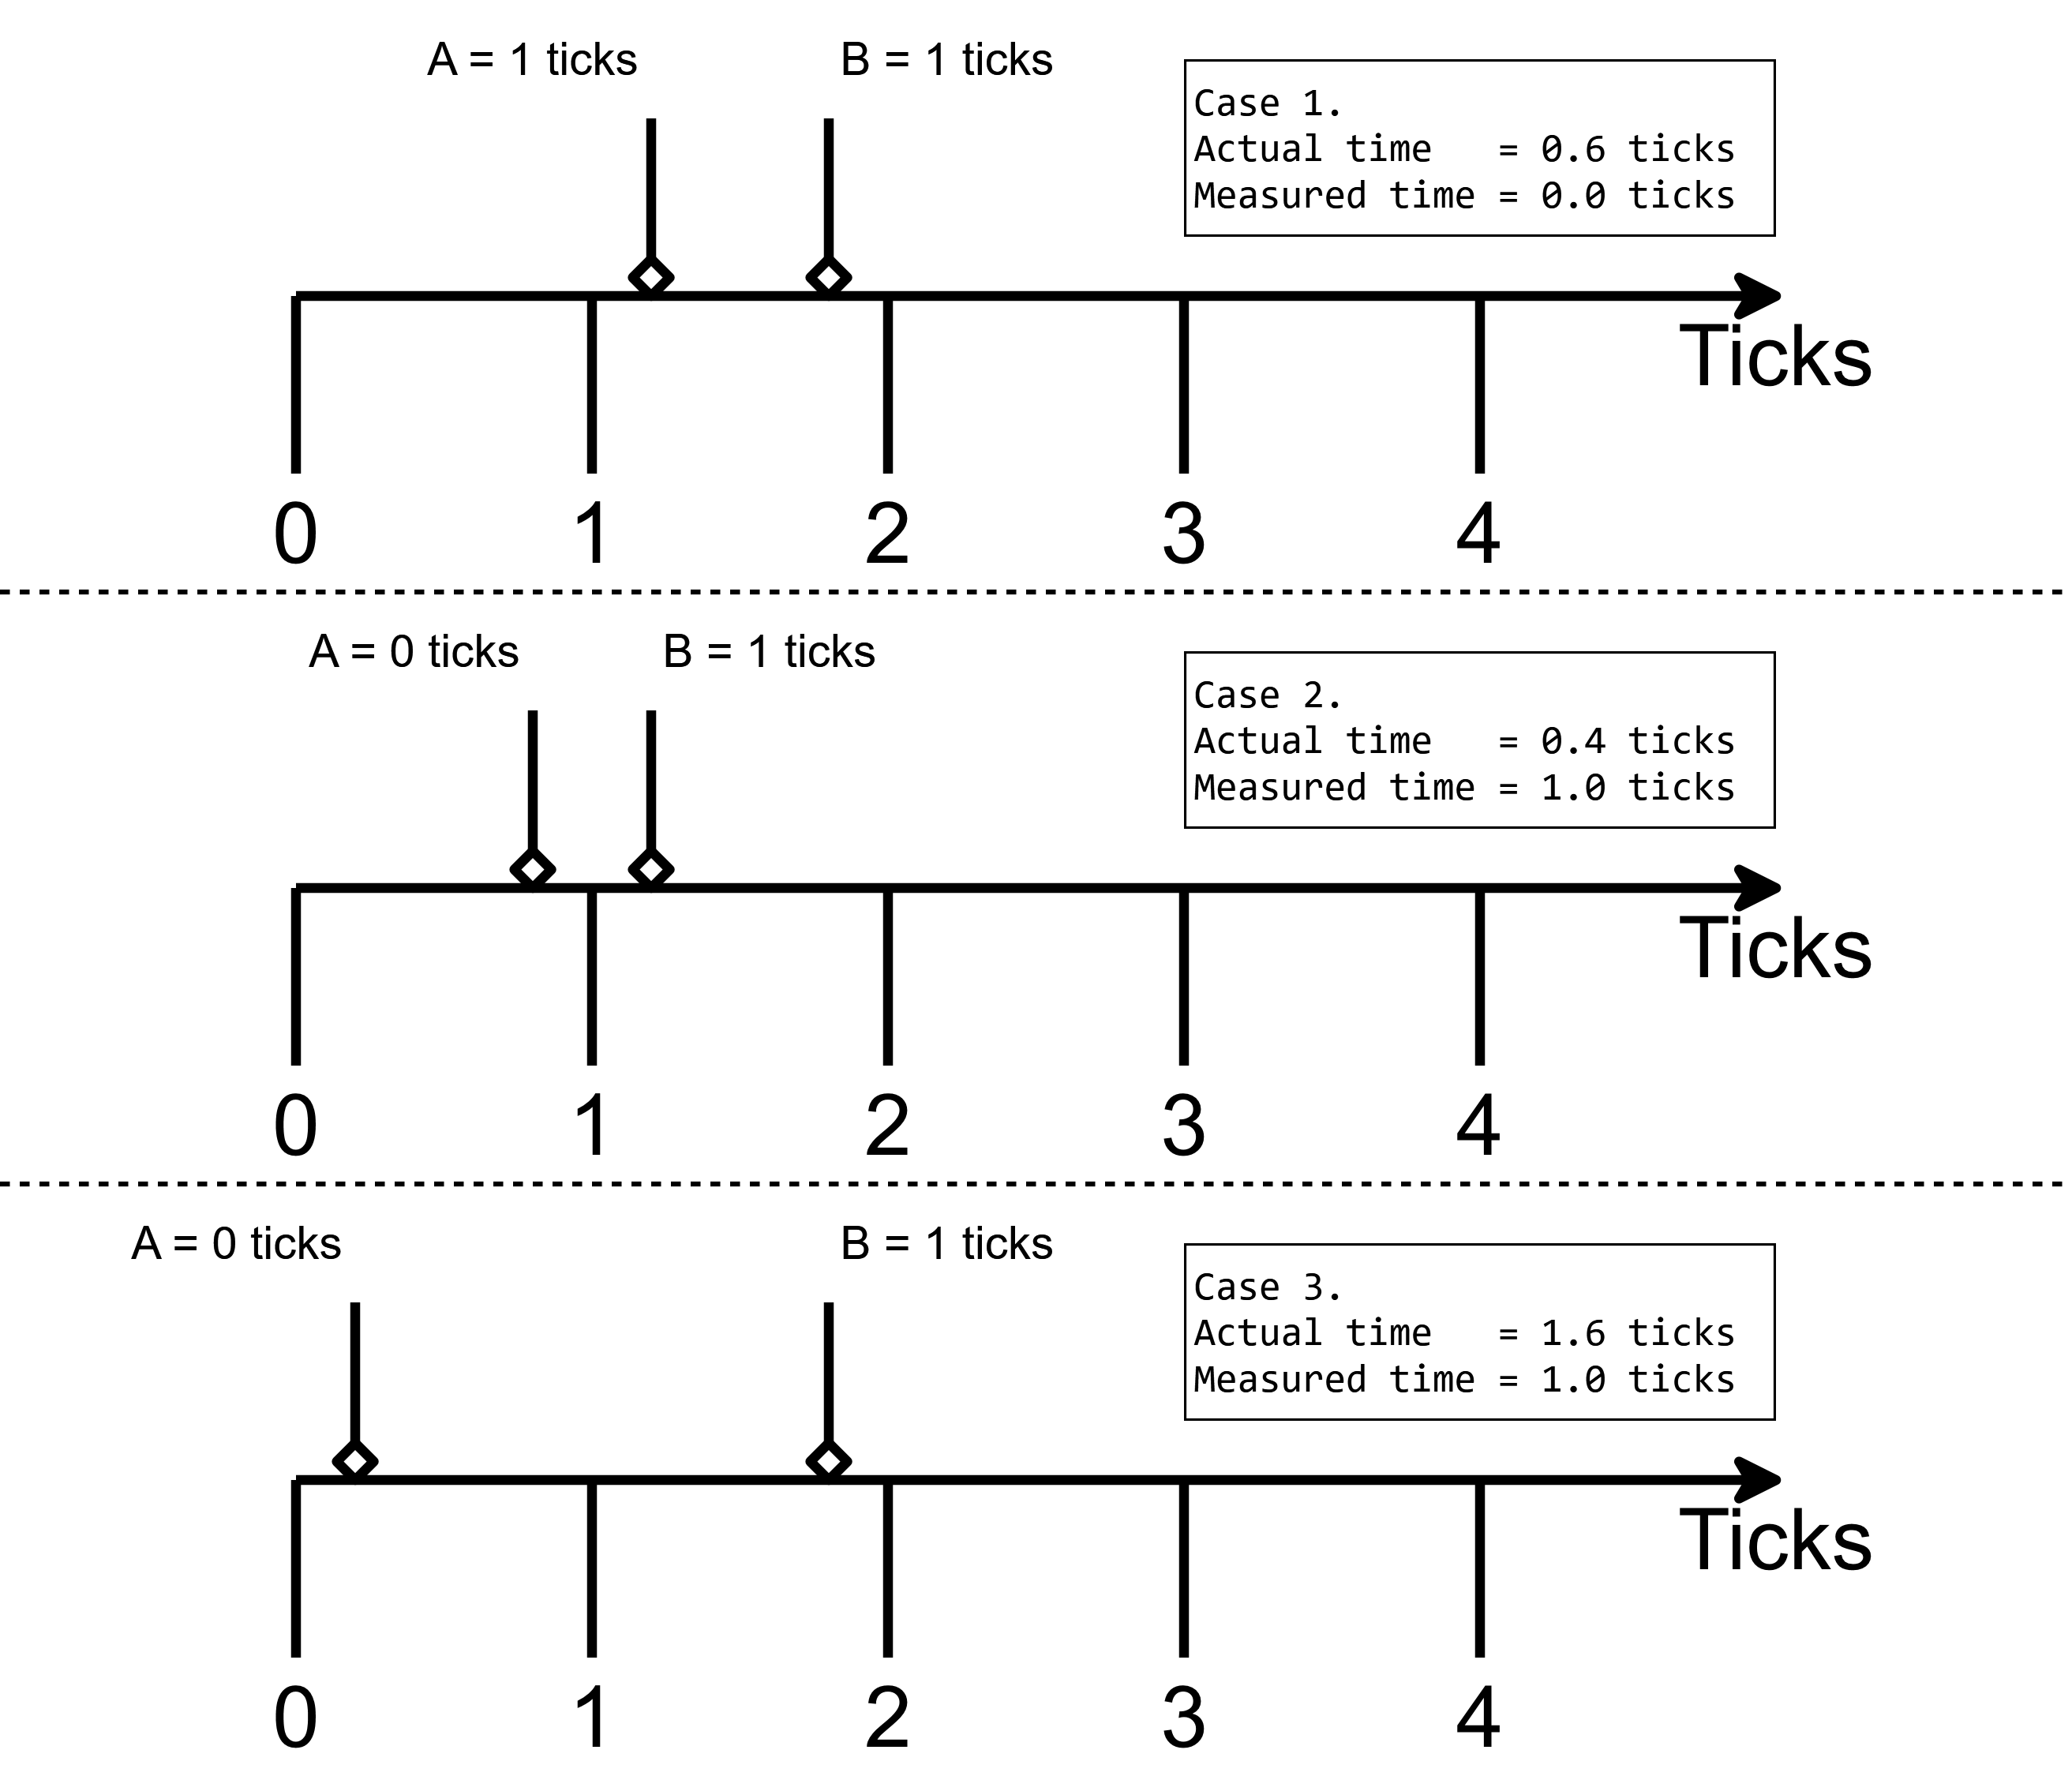 A = 1 ticks
B = 1 ticks
Case 1.
Actual time   = 0.6 ticks
Measured time = 0.0 ticks
Ticks
0 1 2 3 4
A = 0 ticks
B = 1 ticks
Case 2.
Actual time   = 0.4 ticks
Measured time = 1.0 ticks
Ticks
0 1 2 3 4
A = 0 ticks
B = 1 ticks
Case 3.
Actual time   = 1.6 ticks
Measured time = 1.0 ticks
Ticks
0 1 2 3 4